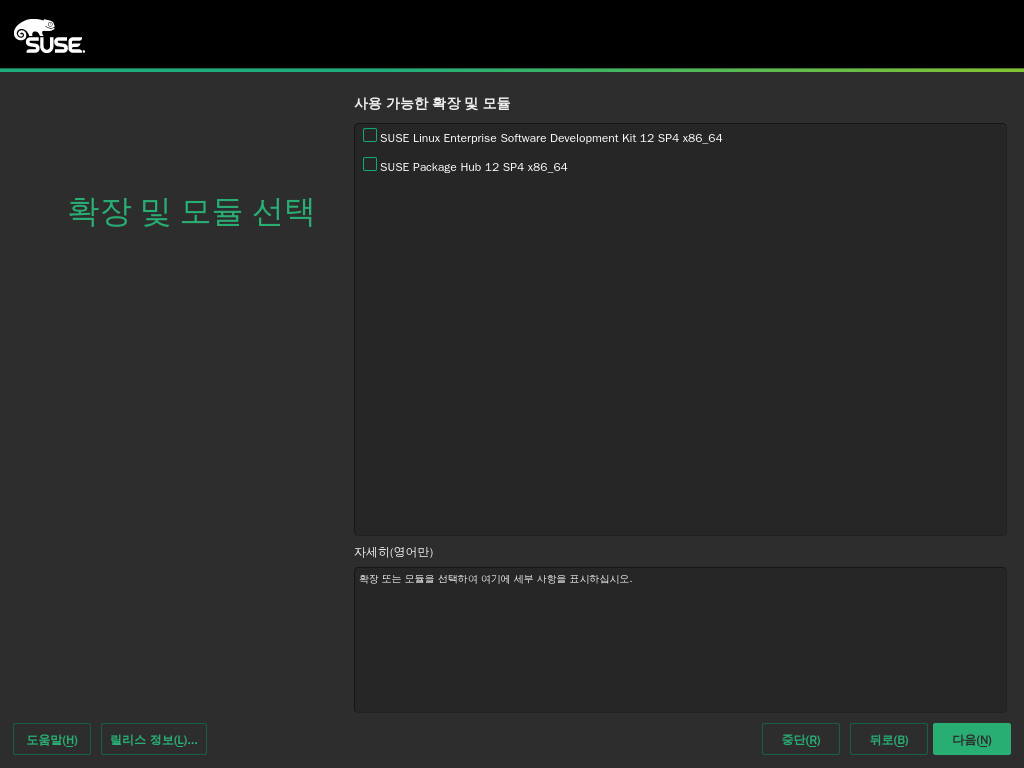 SUSE
사용 가능한 확장 및 모듈
SUSE Linux Enterprise Software Development Kit 12 SP4 x86_64
SUSE Package Hub 12 SP4 x86_64
확장 및 모듈 선택
자세히(영어만)
확장 또는 모듈을 선택하여 여기에 세부 사항을 표시하십시오.
도움말(H)
릴리스 정보(L)...
중단(R)
뒤로(B)
다음(N)